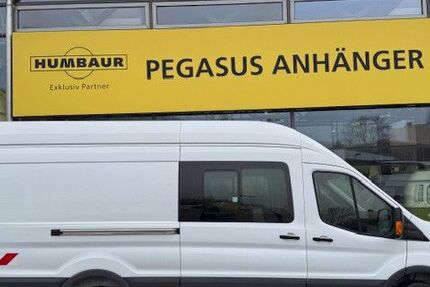 HUMBAUR
Exklusiv Partner
PEGASUS ANHÄNGER